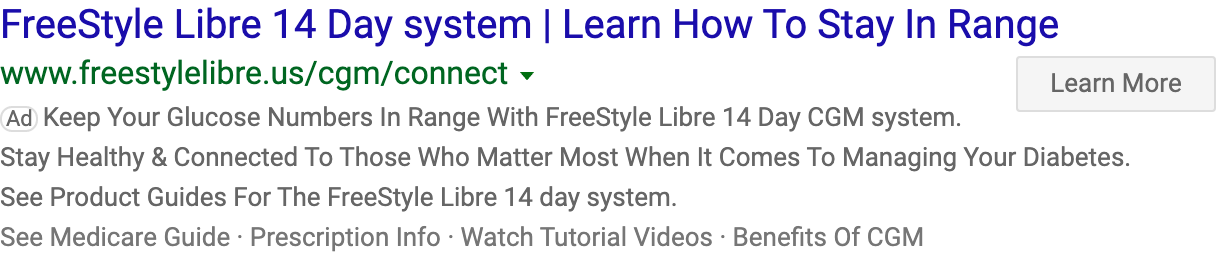 FreeStyle Libre 14 Day system | Learn How To Stay In Range
www.freestylelibre.us/cgm/connect
Learn More
Ad Keep Your Glucose Numbers In Range With FreeStyle Libre 14 Day CGM system.
Stay Healthy & Connected To Those Who Matter Most When It Comes To Managing Your Diabetes.
See Product Guides For The FreeStyle Libre 14 day system.
See Medicare Guide · Prescription Info · Watch Tutorial Videos · Benefits Of CGM